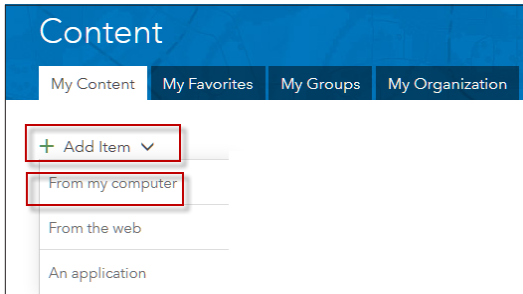 Content
My Content My Favorites My Groups My Organization
+ Add Item
From my computer
From the web
An application